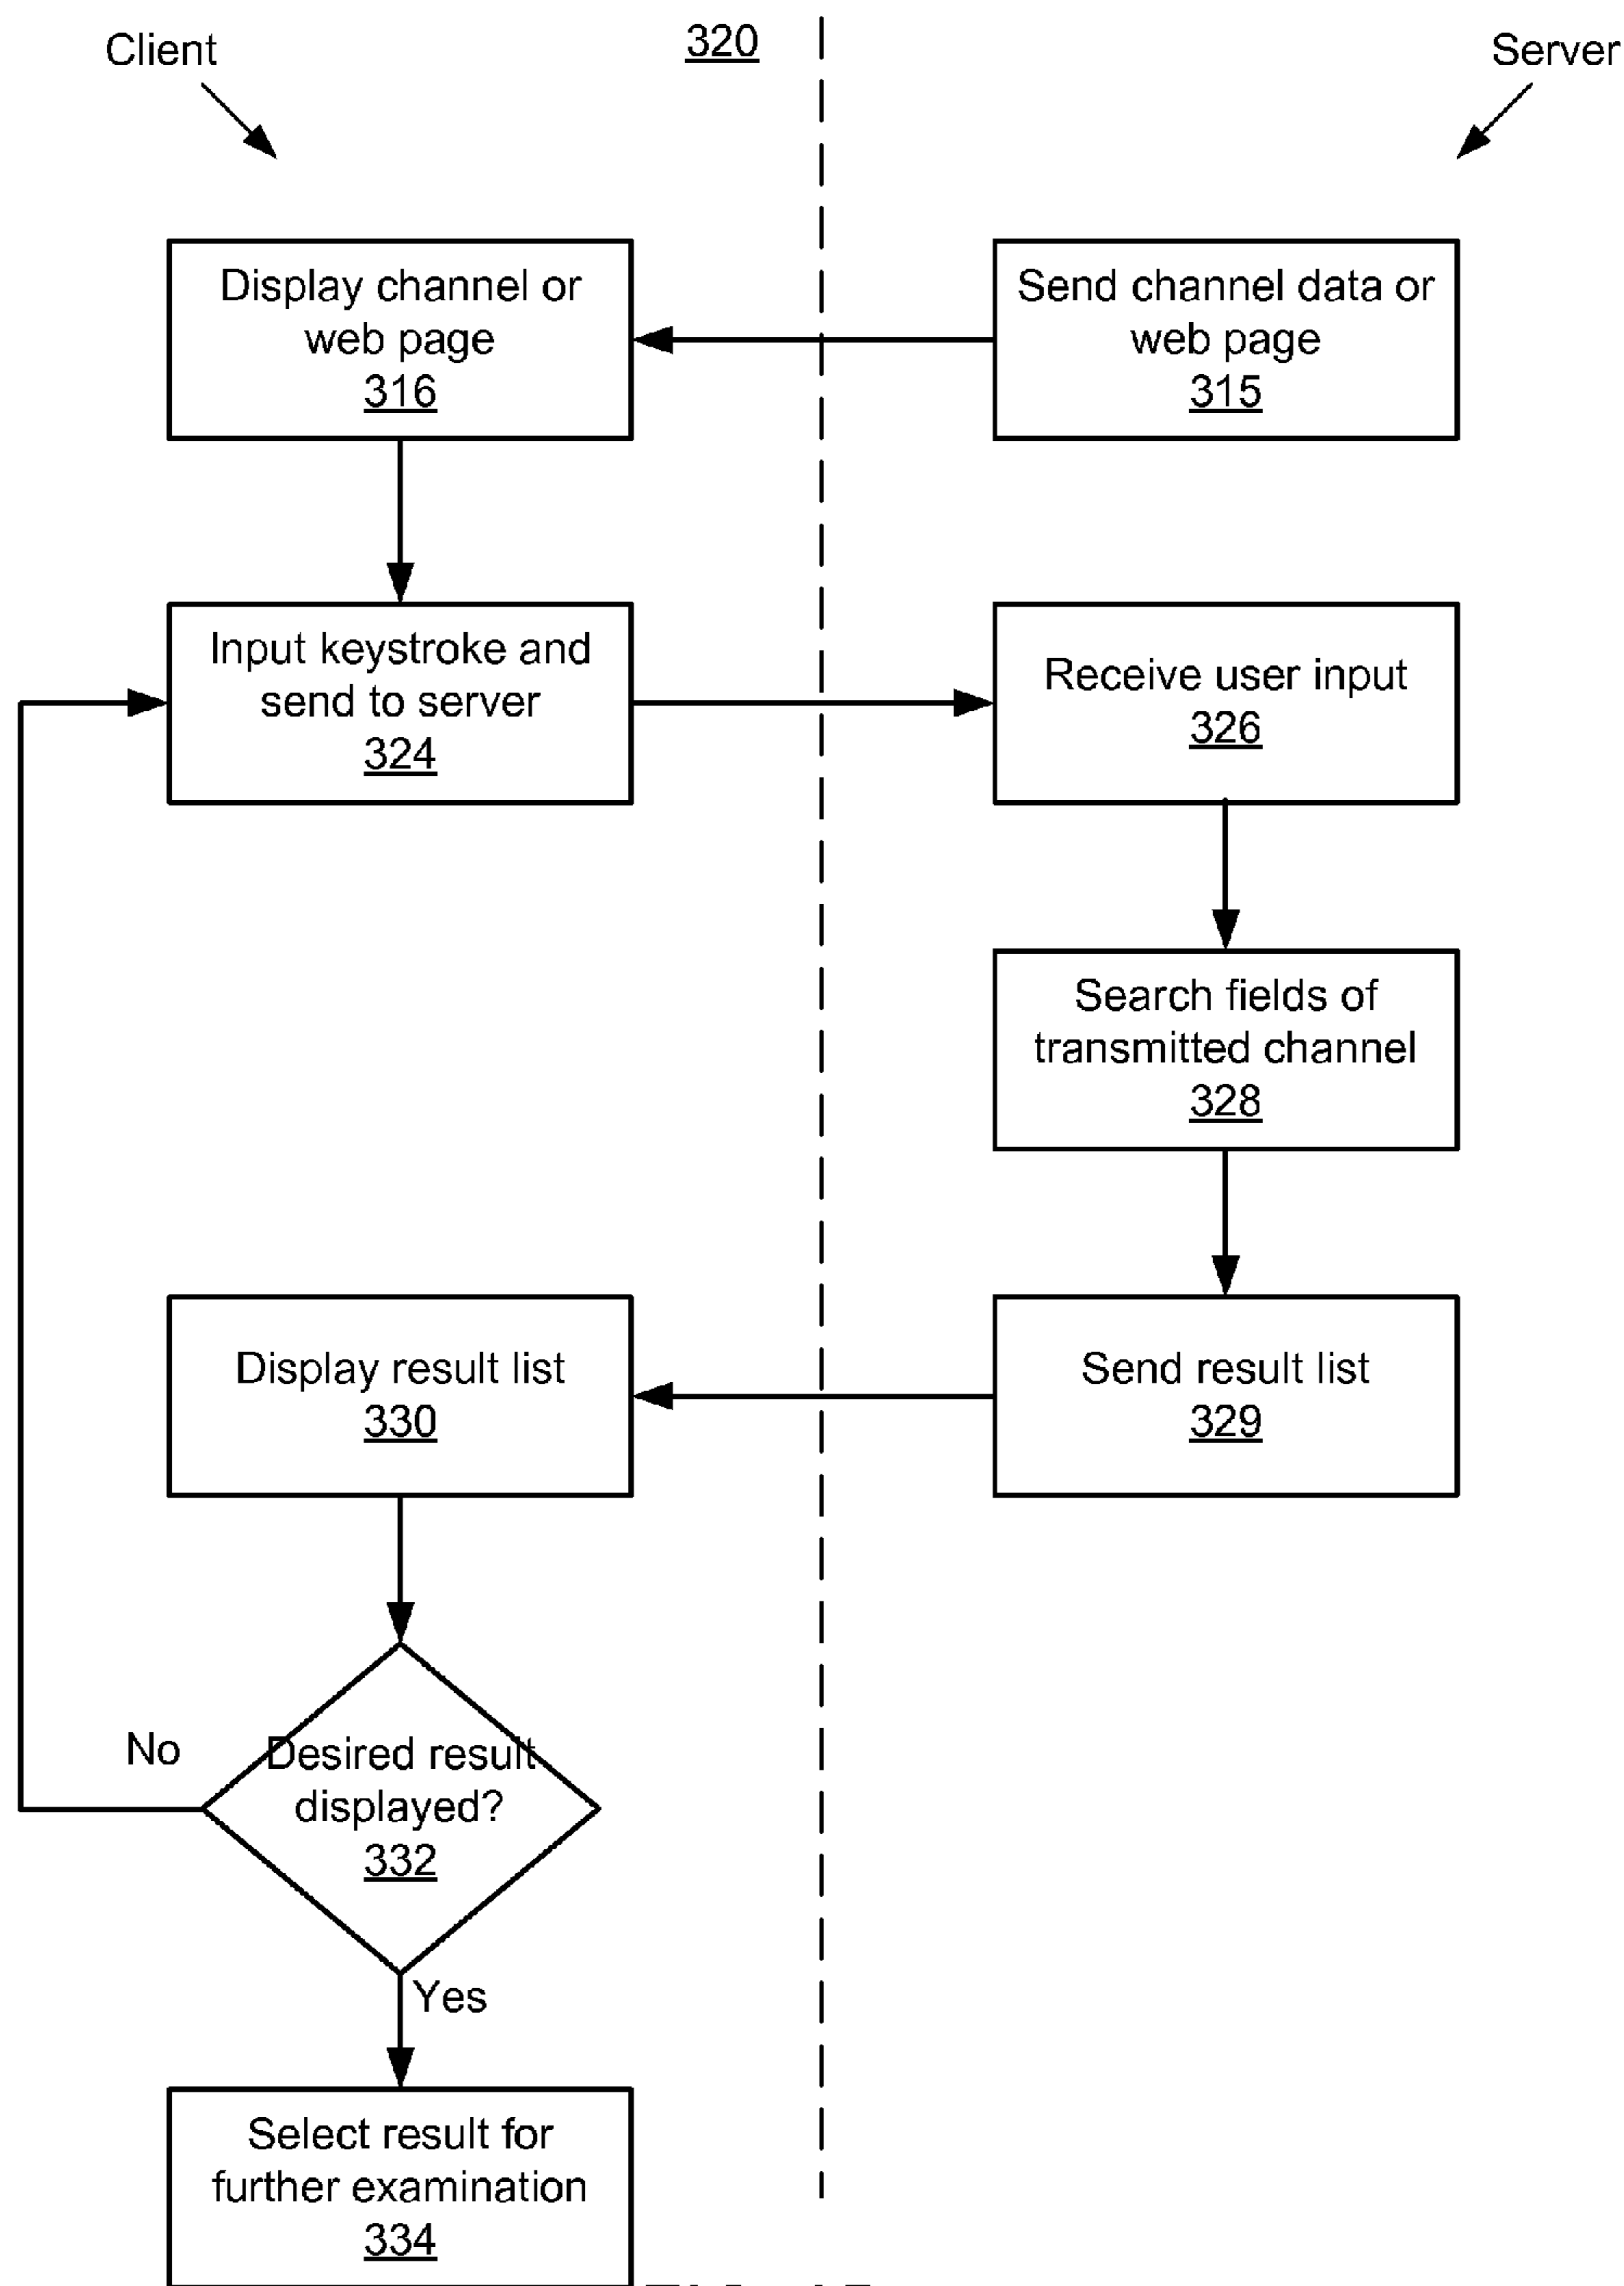 320
Client
Server
Display channel or
web page
316
Send channel data or
web page
315
Input keystroke and
send to server
324
Receive user input
326
Search fields of
transmitted channel
328
Display result list
330
Send result list
329
No
Desired result
displayed?
332
Yes
Select result for
further examination
334